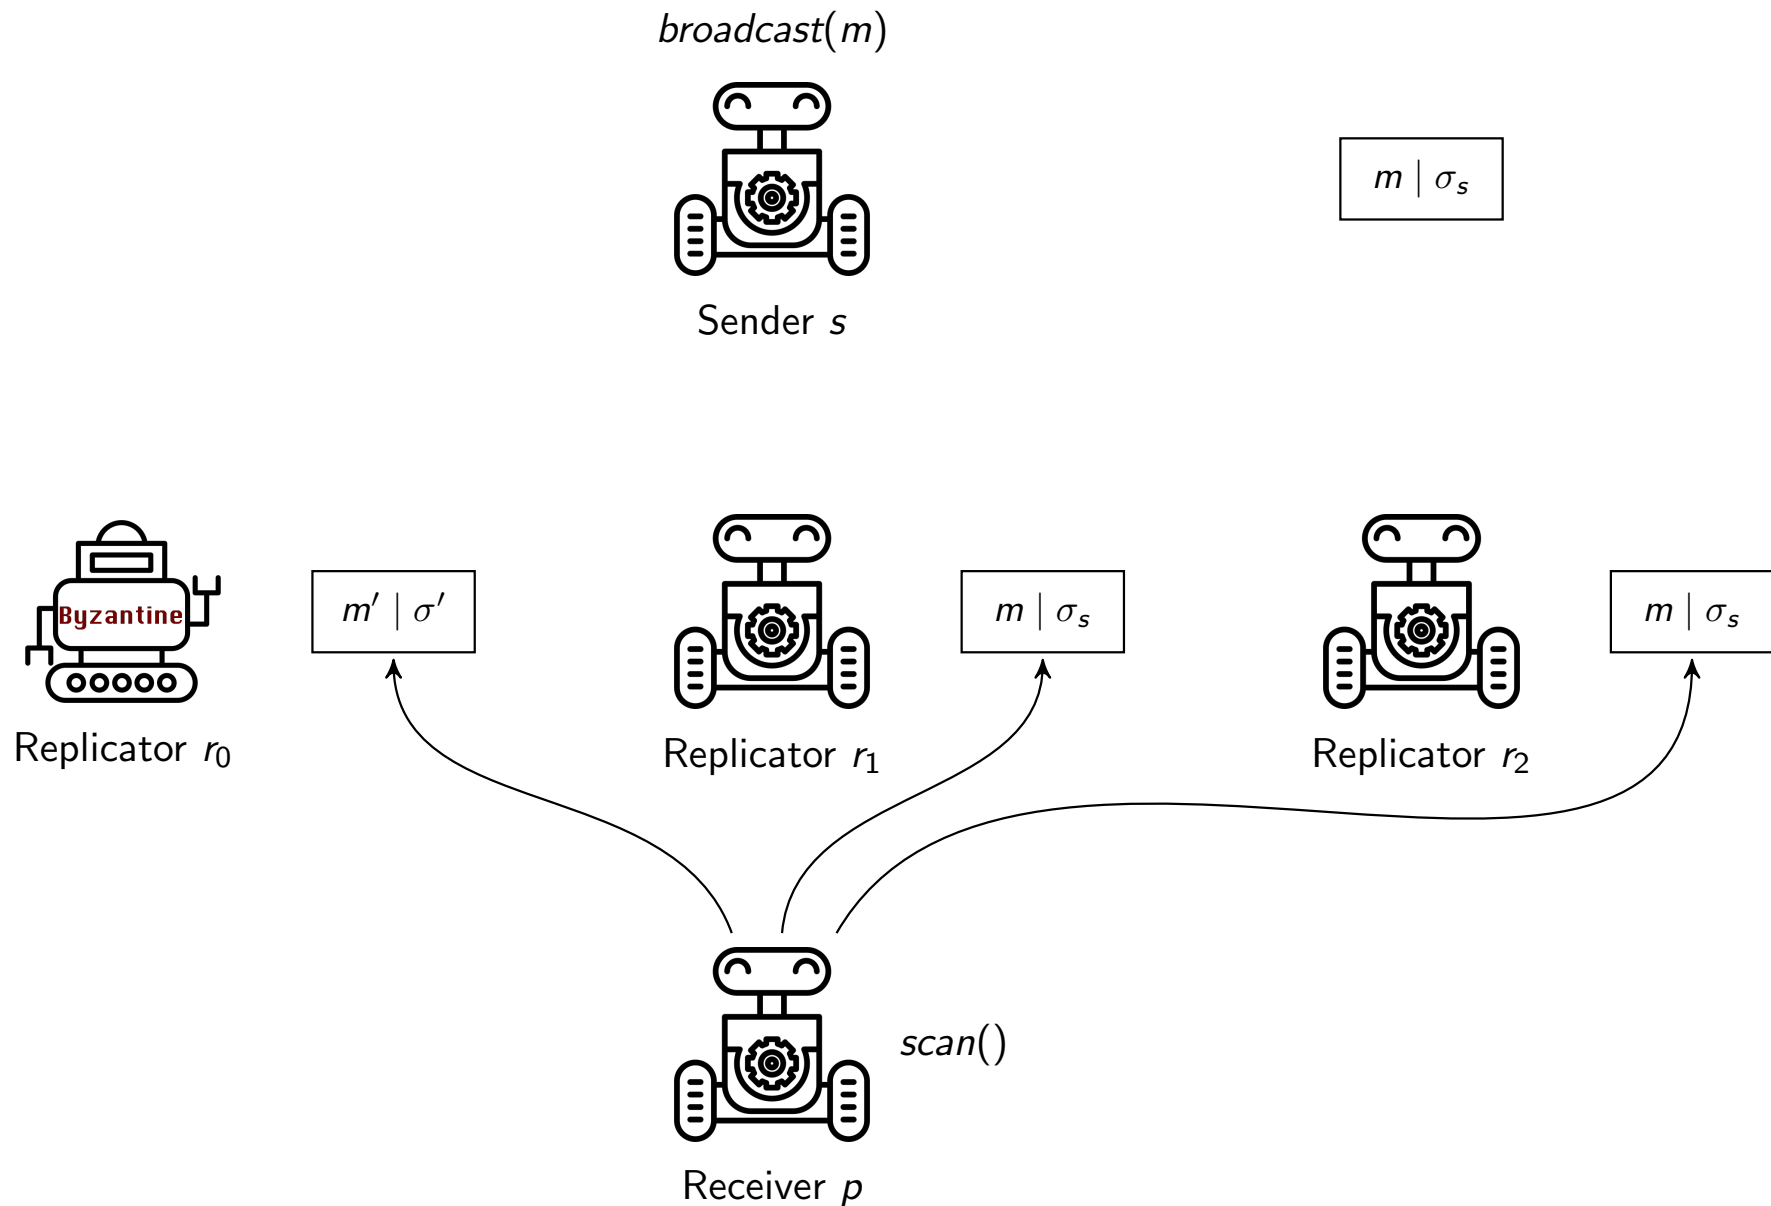 broadcast(m)
m | σₛ
Sender s
Byzantine
m′ | σ′
m | σₛ
m | σₛ
Replicator r₀
Replicator r₁
Replicator r₂
scan()
Receiver p